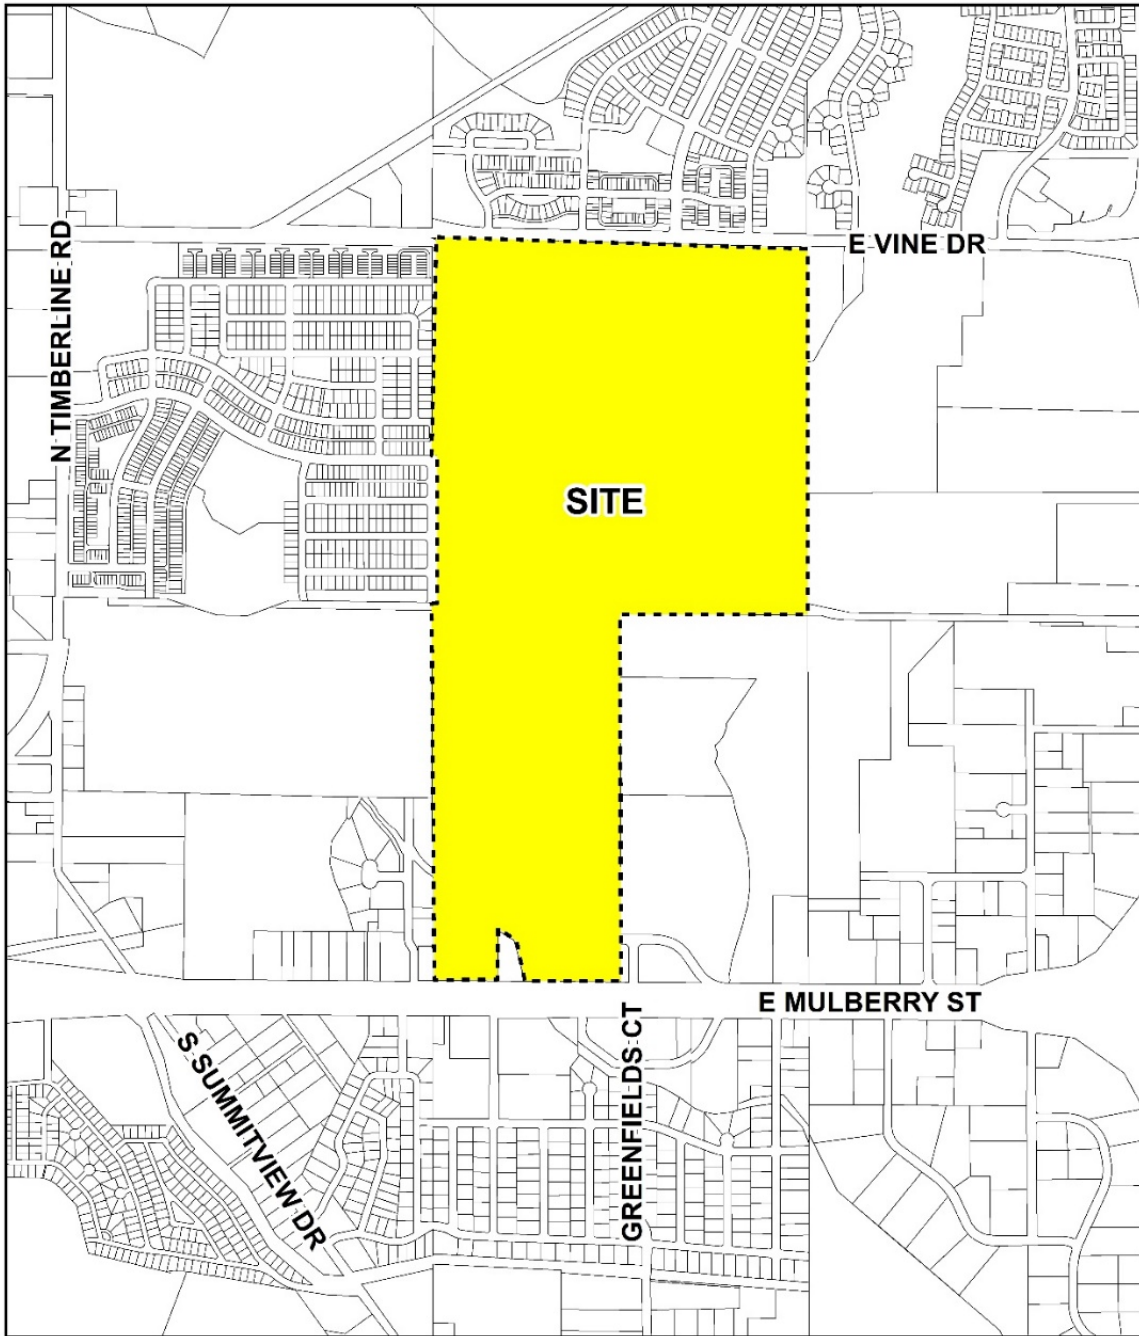 E VINE DR
N TIMBERLINE RD
SITE
E MULBERRY ST
S SUMMITVIEW DR
GREENFIELDS CT